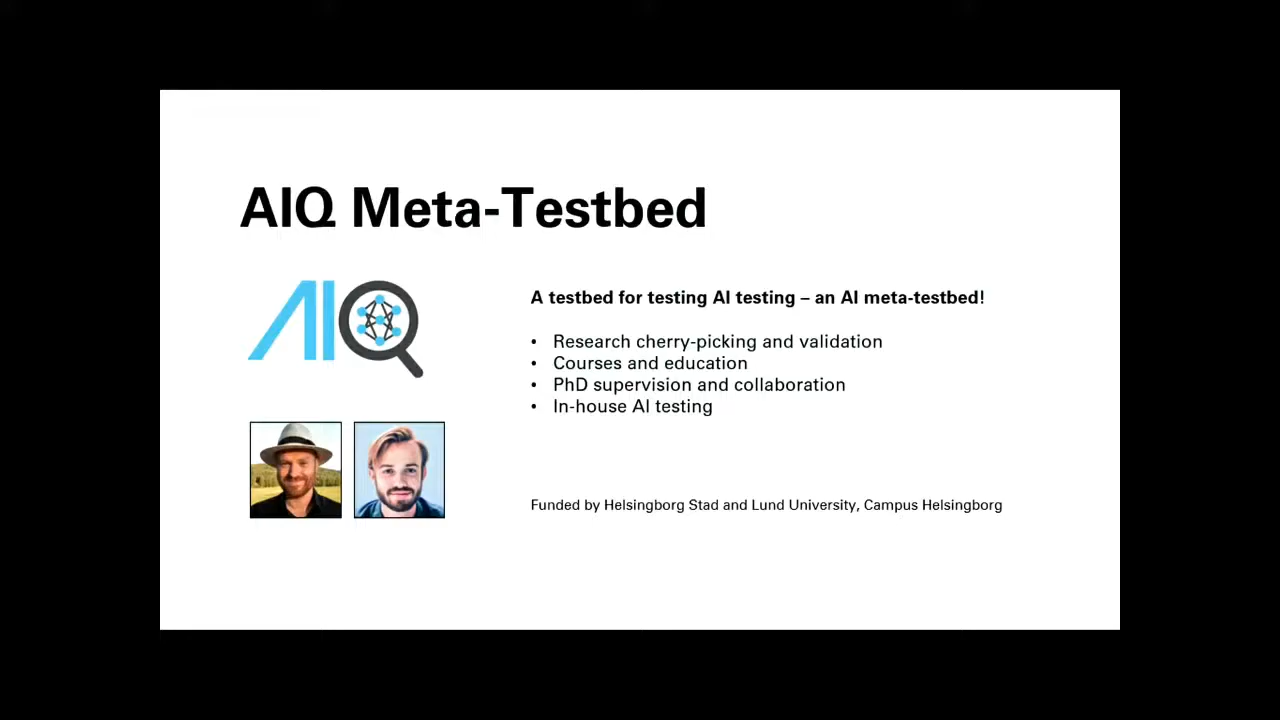 AIQ Meta-Testbed
AIQ
A testbed for testing AI testing – an AI meta-testbed!
• Research cherry-picking and validation
• Courses and education
• PhD supervision and collaboration
• In-house AI testing
Funded by Helsingborg Stad and Lund University, Campus Helsingborg